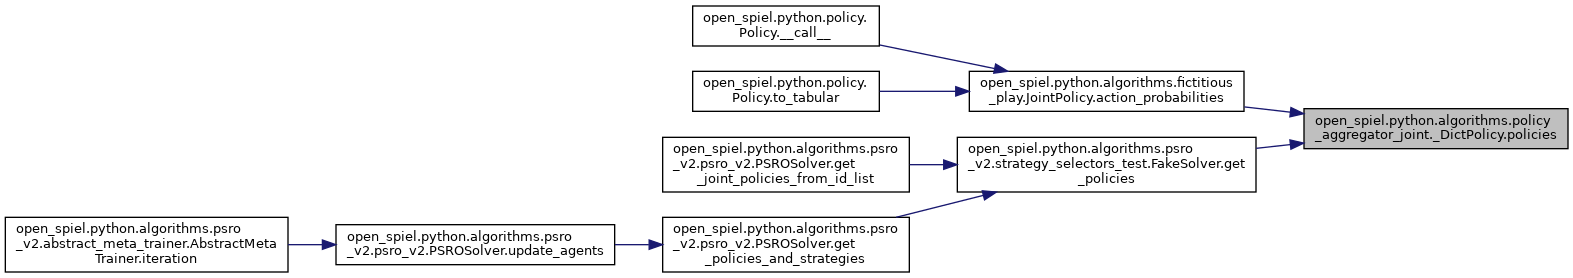 open_spiel.python.policy.
Policy.__call__
open_spiel.python.policy.
Policy.to_tabular
open_spiel.python.algorithms.fictitious
_play.JointPolicy.action_probabilities
open_spiel.python.algorithms.policy
_aggregator_joint._DictPolicy.policies
open_spiel.python.algorithms.psro
_v2.psro_v2.PSROSolver.get
_joint_policies_from_id_list
open_spiel.python.algorithms.psro
_v2.strategy_selectors_test.FakeSolver.get
_policies
open_spiel.python.algorithms.psro
_v2.abstract_meta_trainer.AbstractMeta
Trainer.iteration
open_spiel.python.algorithms.psro
_v2.psro_v2.PSROSolver.update_agents
open_spiel.python.algorithms.psro
_v2.psro_v2.PSROSolver.get
_policies_and_strategies